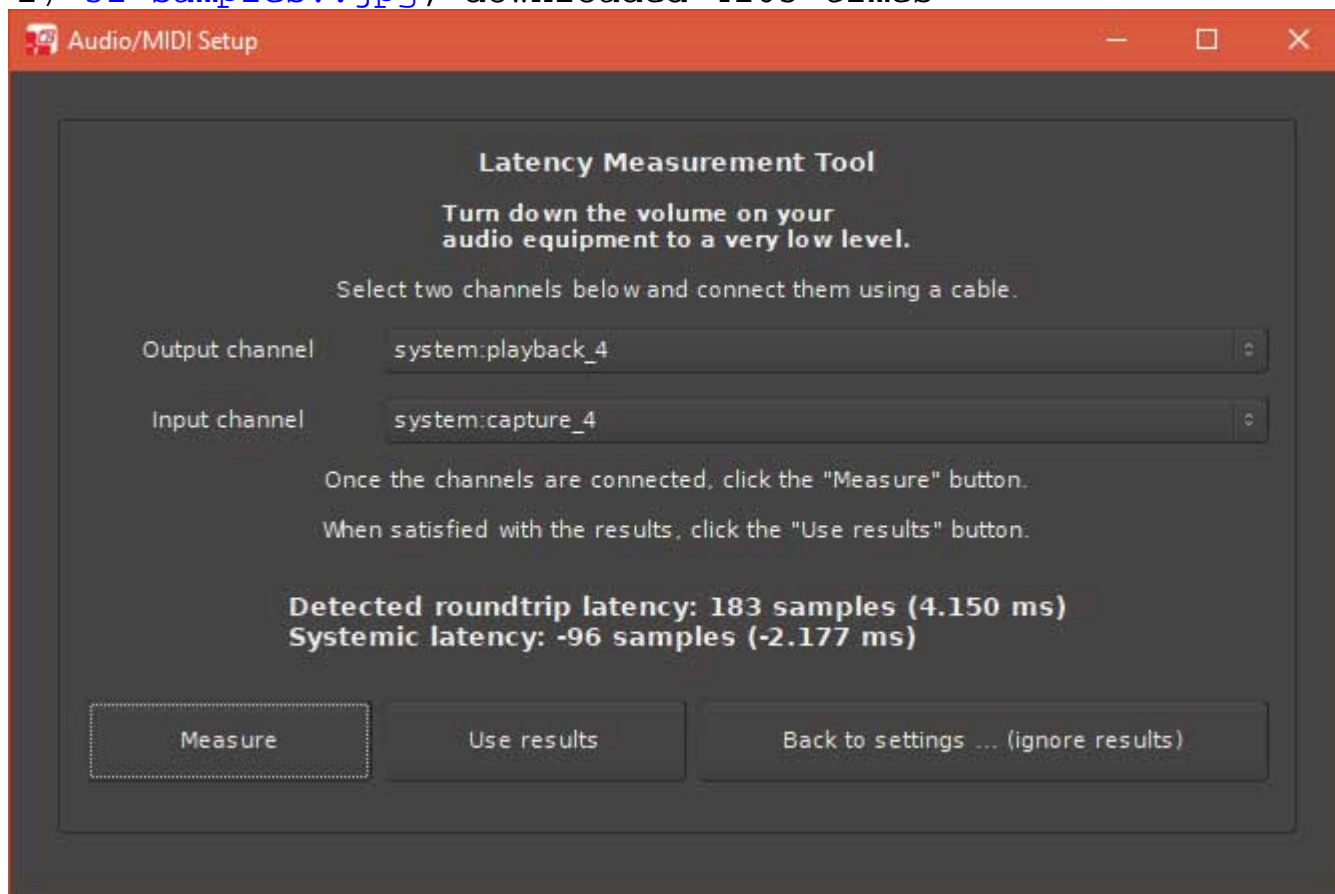 Audio/MIDI Setup
Latency Measurement Tool
Turn down the volume on your
audio equipment to a very low level.
Select two channels below and connect them using a cable.
Output channel system:playback_4
Input channel system:capture_4
Once the channels are connected, click the "Measure" button.
When satisfied with the results, click the "Use results" button.
Detected roundtrip latency: 183 samples (4.150 ms)
Systemic latency: -96 samples (-2.177 ms)
Measure Use results Back to settings ... (ignore results)